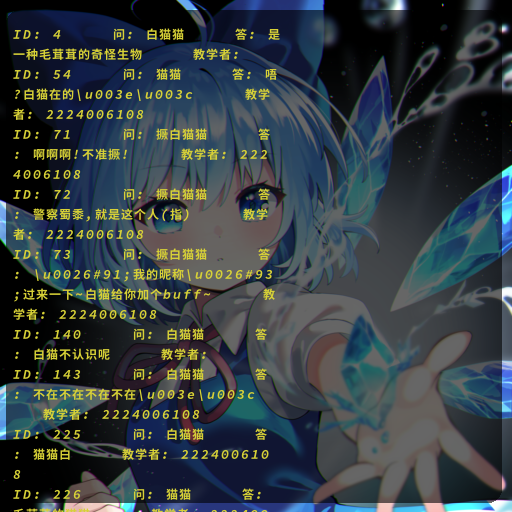 ID: 4 问: 白猫猫 答: 是
一种毛茸茸的奇怪生物 教学者:
ID: 54 问: 猫猫 答: 唔
?白猫在的\u003e\u003c 教学
者: 2224006108
ID: 71 问: 撅白猫猫 答
: 啊啊啊!不准撅! 教学者: 222
4006108
ID: 72 问: 撅白猫猫 答
: 警察蜀黍,就是这个人(指) 教学
者: 2224006108
ID: 73 问: 撅白猫猫 答
: \u0026#91;我的昵称\u0026#93
;过来一下~白猫给你加个buff~ 教
学者: 2224006108
ID: 140 问: 白猫猫 答
: 白猫不认识呢 教学者:
ID: 143 问: 白猫猫 答
: 不在不在不在不在\u003e\u003c
教学者: 2224006108
ID: 225 问: 白猫猫 答
: 猫猫白 教学者: 222400610
8
ID: 226 问: 猫猫 答: